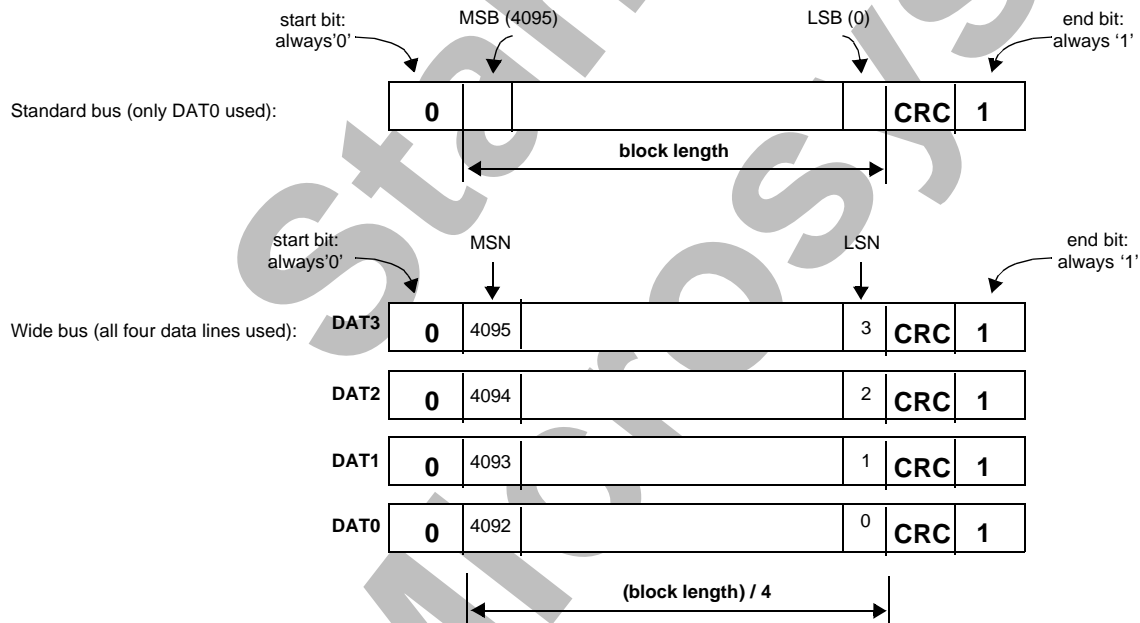 start bit:
always'0'
MSB (4095)
LSB (0)
end bit:
always ‘1’
Standard bus (only DAT0 used):
0
CRC
1
block length
start bit:
always'0'
MSN
LSN
end bit:
always ‘1’
Wide bus (all four data lines used):
DAT3 0 4095 3 CRC 1
DAT2 0 4094 2 CRC 1
DAT1 0 4093 1 CRC 1
DAT0 0 4092 0 CRC 1
(block length) / 4